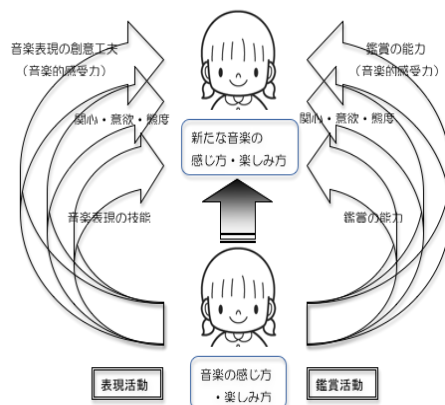 音楽表現の創意工夫
（音楽的感受力）
鑑賞の能力
（音楽的感受力）
関心・意欲・態度
関心・意欲・態度
新たな音楽の
感じ方・楽しみ方
音楽表現の技能
鑑賞の能力
音楽の感じ方
・楽しみ方
表現活動
鑑賞活動